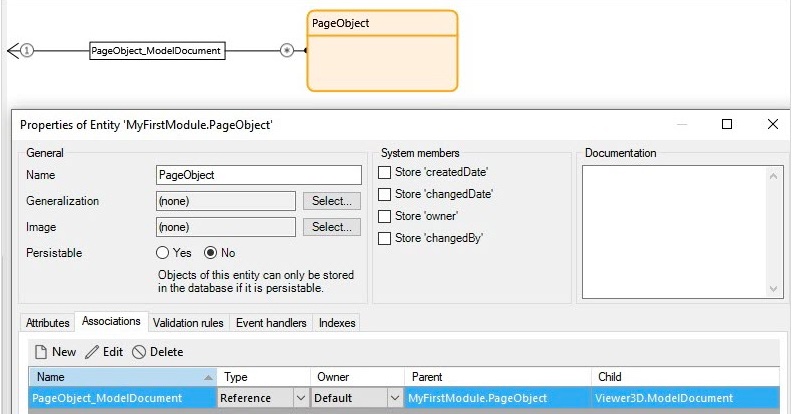 PageObject
1 PageObject_ModelDocument *
Properties of Entity 'MyFirstModule.PageObject'
General
Name PageObject
Generalization (none) Select...
Image (none) Select...
Persistable Yes No
Objects of this entity can only be stored
in the database if it is persistable.
System members
Store 'createdDate'
Store 'changedDate'
Store 'owner'
Store 'changedBy'
Documentation
Attributes Associations Validation rules Event handlers Indexes
New Edit Delete
Name Type Owner Parent Child
PageObject_ModelDocument Reference Default MyFirstModule.PageObject Viewer3D.ModelDocument